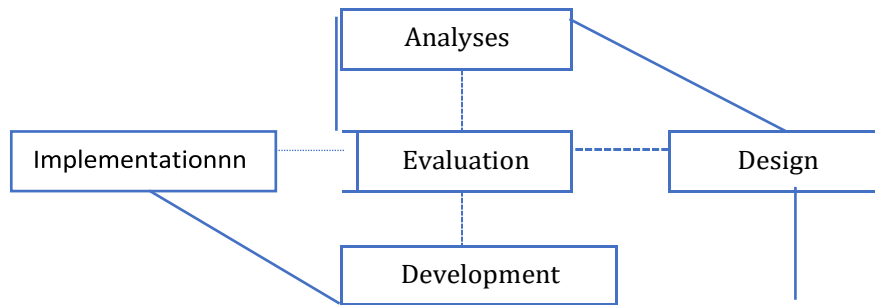 Analyses
Implementationnn
Evaluation
Design
Development